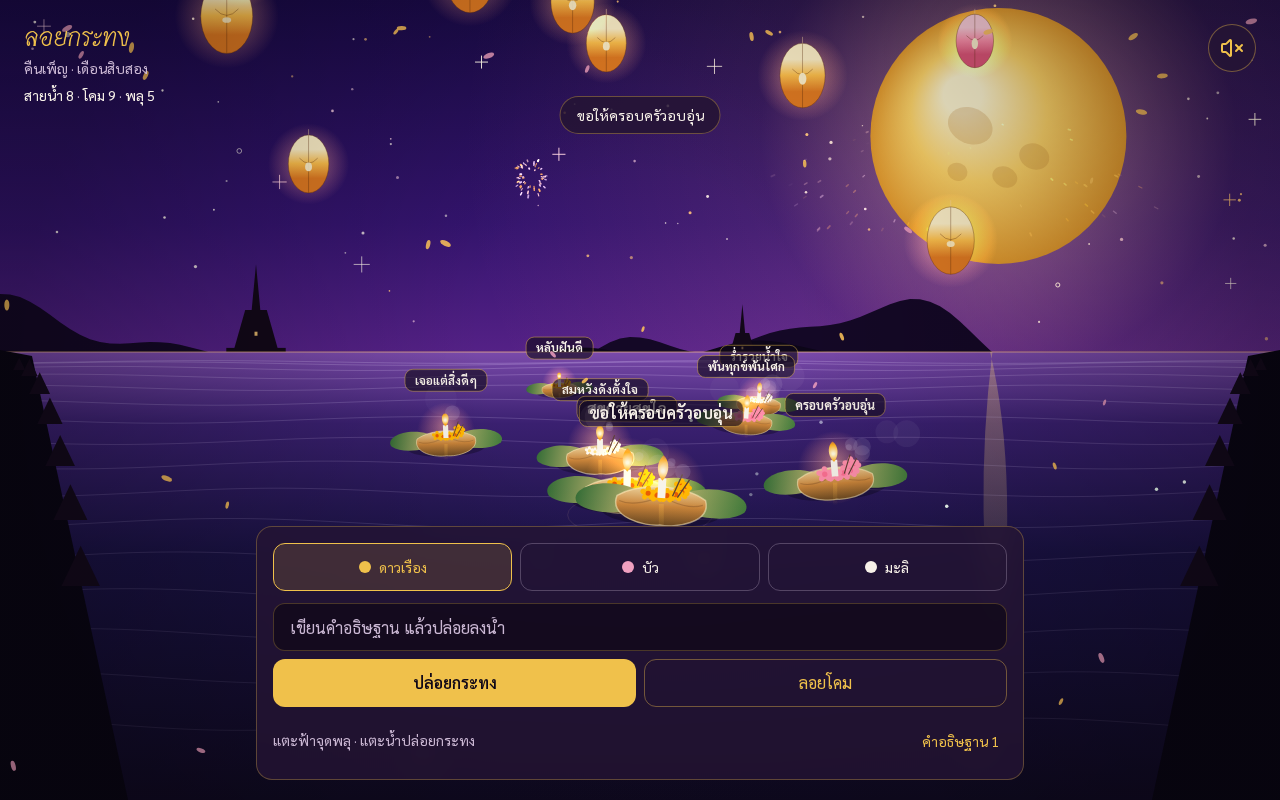 ลอยกระทง
คืนเพ็ญ · เดือนสิบสอง
สายน้ำ 8 · โคม 9 · พลุ 5
ขอให้ครอบครัวอบอุ่น
หลับฝันดี
ร่ำรวยน้ำใจ
พ้นทุกข์พ้นโศก
เจอแต่สิ่งดีๆ
สมหวังดังตั้งใจ
ครอบครัวอบอุ่น
ขอให้ครอบครัวอบอุ่น
ดาวเรือง
บัว
มะลิ
เขียนคำอธิษฐาน แล้วปล่อยลงน้ำ
ปล่อยกระทง
ลอยโคม
แตะฟ้าจุดพลุ · แตะน้ำปล่อยกระทง
คำอธิษฐาน 1